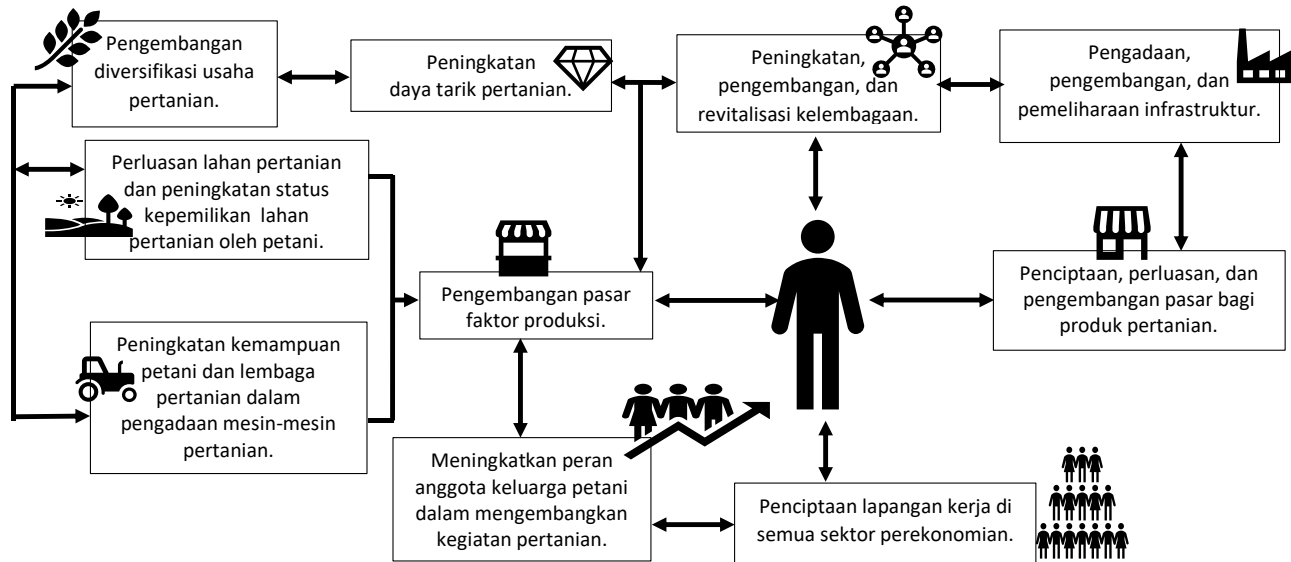 Pengembangan
diversifikasi usaha
pertanian.
Peningkatan
daya tarik pertanian.
Peningkatan,
pengembangan, dan
revitalisasi kelembagaan.
Pengadaan,
pengembangan, dan
pemeliharaan infrastruktur.
Perluasan lahan pertanian
dan peningkatan status
kepemilikan lahan
pertanian oleh petani.
Pengembangan pasar
faktor produksi.
Penciptaan, perluasan, dan
pengembangan pasar bagi
produk pertanian.
Peningkatan kemampuan
petani dan lembaga
pertanian dalam
pengadaan mesin-mesin
pertanian.
Meningkatkan peran
anggota keluarga petani
dalam mengembangkan
kegiatan pertanian.
Penciptaan lapangan kerja di
semua sektor perekonomian.